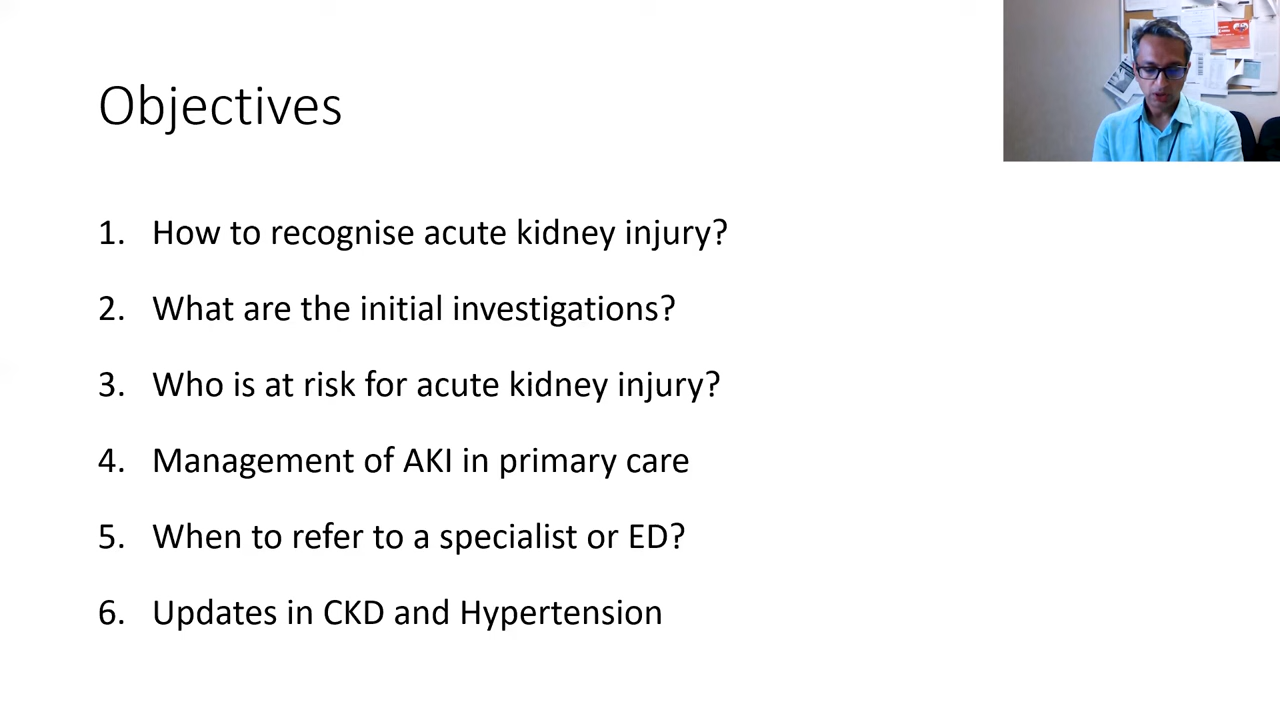 Objectives
1. How to recognise acute kidney injury?
2. What are the initial investigations?
3. Who is at risk for acute kidney injury?
4. Management of AKI in primary care
5. When to refer to a specialist or ED?
6. Updates in CKD and Hypertension